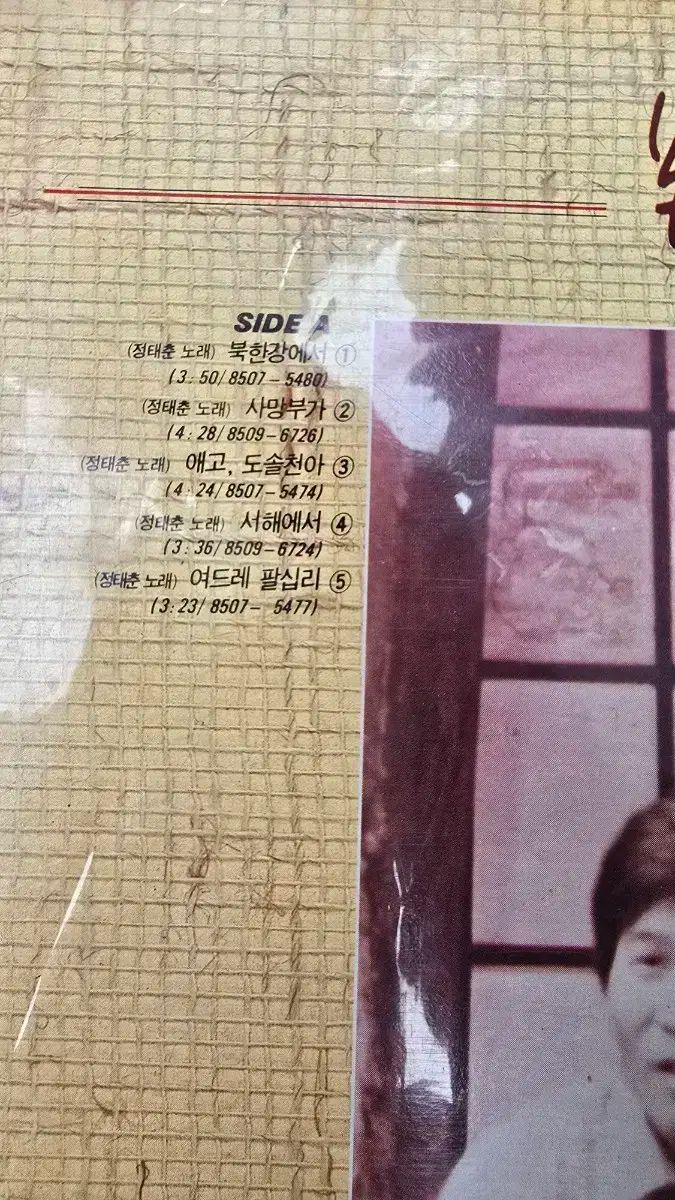 SIDE A
(정태춘 노래) 북한강에서 ①
(3:50/8507-5480)
(정태춘 노래) 사망부가 ②
(4:28/8509-6726)
(정태춘 노래) 애고, 도솔천아 ③
(4:24/8507-5474)
(정태춘 노래) 서해에서 ④
(3:36/8509-6724)
(정태춘 노래) 여드레 팔십리 ⑤
(3:23/8507- 5477)